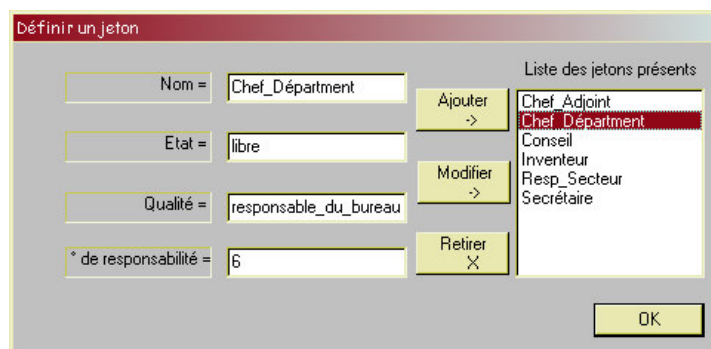 Définir un jeton
Nom =
Chef_Départment
Etat =
libre
Qualité =
responsable_du_bureau
° de responsabilité =
6
Ajouter
->
Modifier
->
Retirer
X
Liste des jetons présents
Chef_Adjoint
Chef_Départment
Conseil
Inventeur
Resp_Secteur
Secrétaire
OK